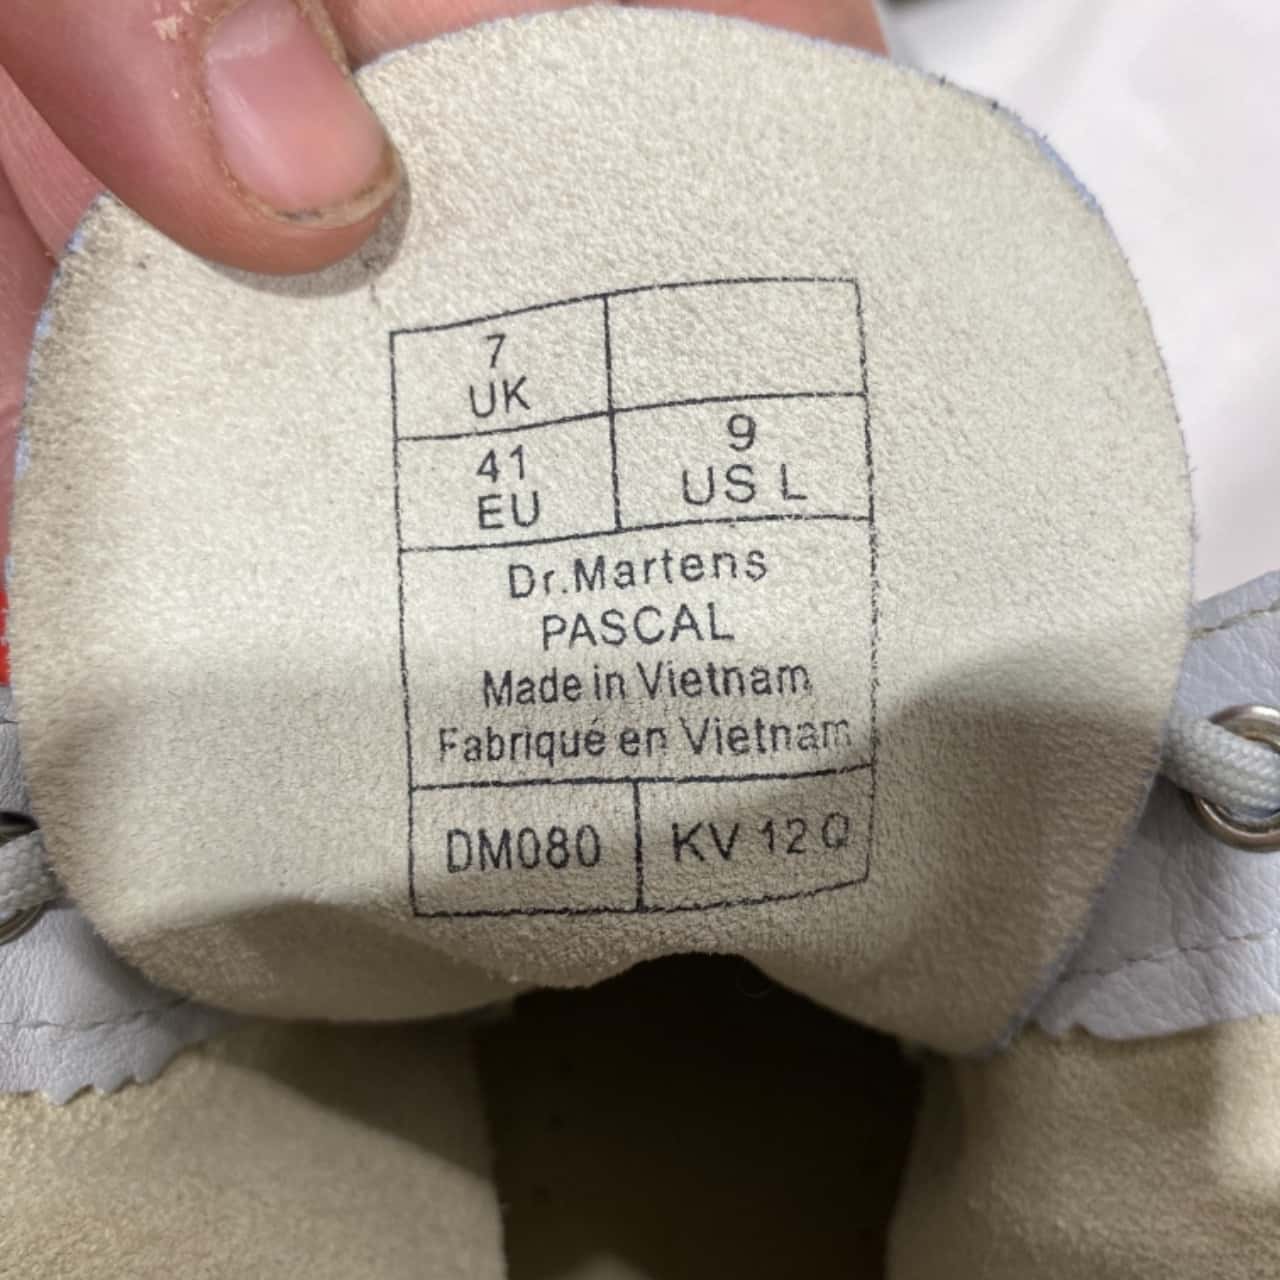 7
UK
41
EU
9
US L
Dr.Martens
PASCAL
Made in Vietnam
Fabriqué en Vietnam
DM080
KV 12 Q